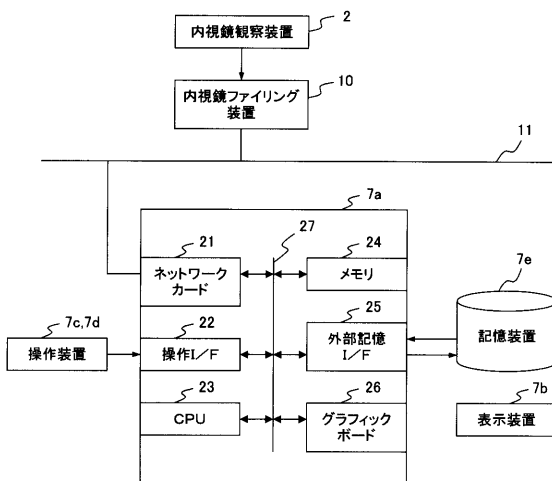 2
内視鏡観察装置
10
内視鏡ファイリング
装置
11
7a
21
27
24
ネットワーク
カード
メモリ
7e
記憶装置
7c,7d
操作装置
22
操作I／F
25
外部記憶
I／F
23
CPU
26
グラフィック
ボード
7b
表示装置